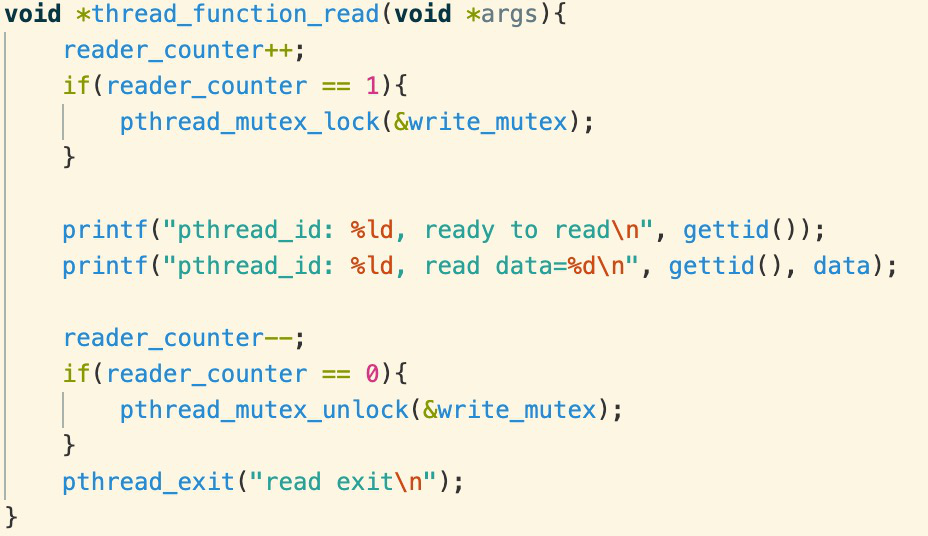 void *thread_function_read(void *args){
    reader_counter++;
    if(reader_counter == 1){
        pthread_mutex_lock(&write_mutex);
    }
    printf("pthread_id: %ld, ready to read\n", gettid());
    printf("pthread_id: %ld, read data=%d\n", gettid(), data);
    reader_counter--;
    if(reader_counter == 0){
        pthread_mutex_unlock(&write_mutex);
    }
    pthread_exit("read exit\n");
}